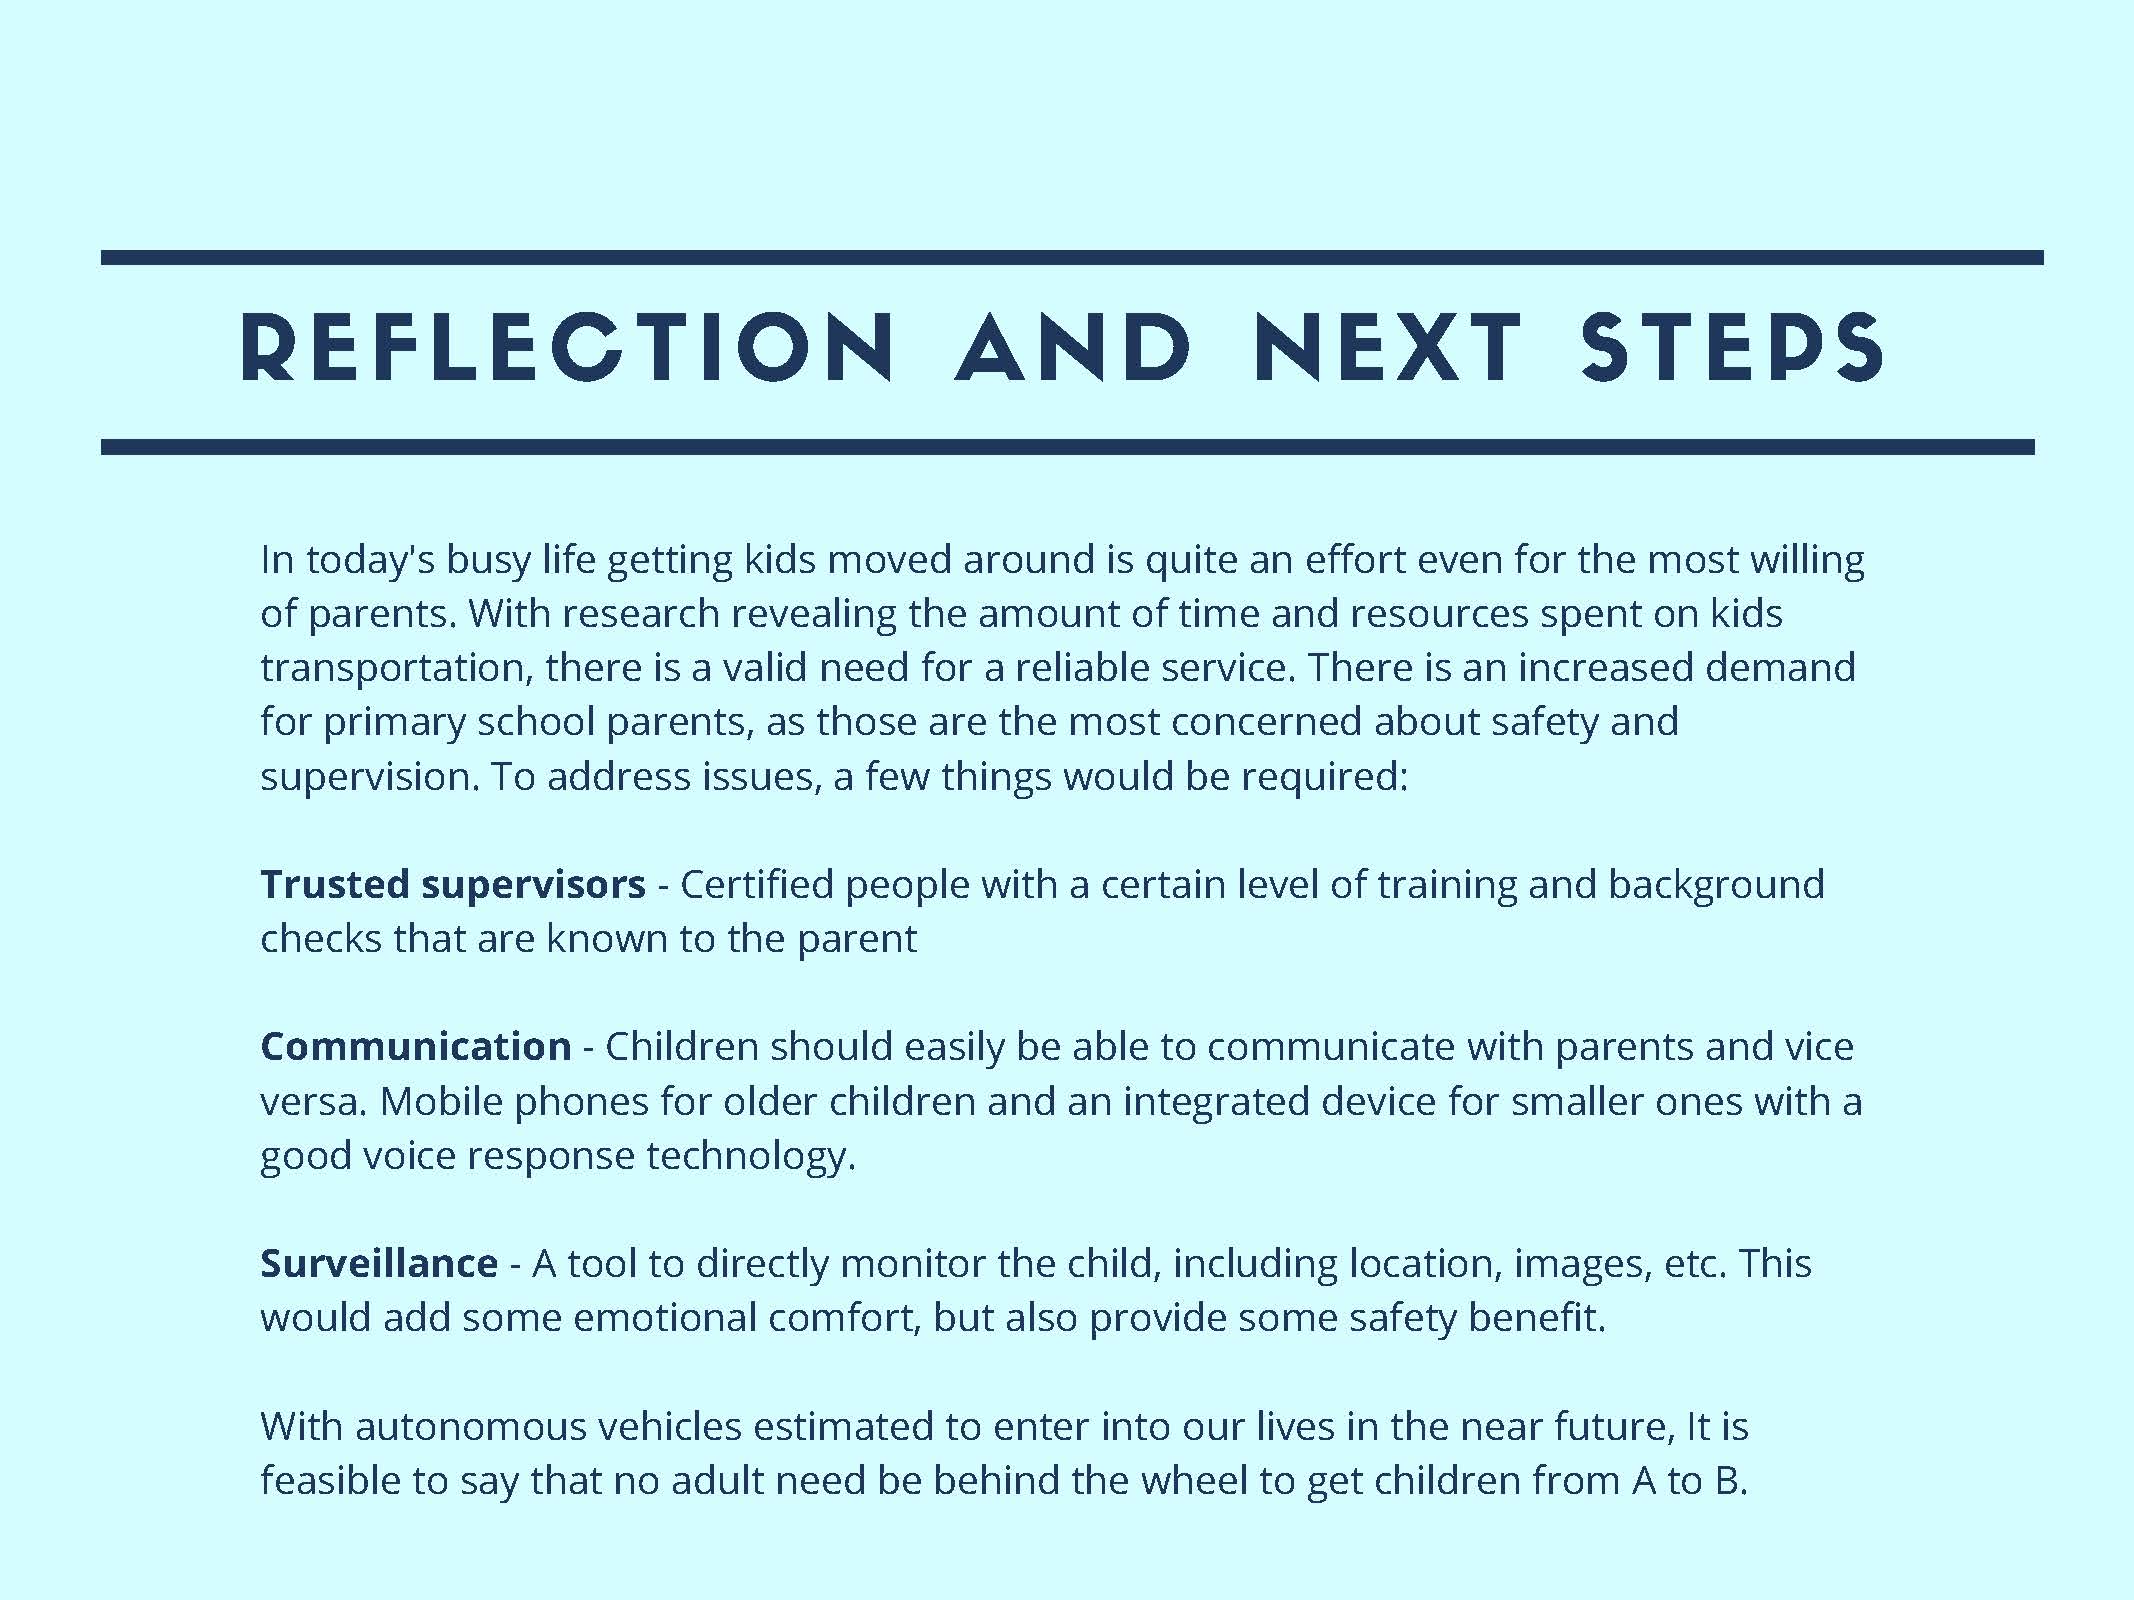 REFLECTION AND NEXT STEPS
In today's busy life getting kids moved around is quite an effort even for the most willing
of parents. With research revealing the amount of time and resources spent on kids
transportation, there is a valid need for a reliable service. There is an increased demand
for primary school parents, as those are the most concerned about safety and
supervision. To address issues, a few things would be required:
Trusted supervisors - Certified people with a certain level of training and background
checks that are known to the parent
Communication - Children should easily be able to communicate with parents and vice
versa. Mobile phones for older children and an integrated device for smaller ones with a
good voice response technology.
Surveillance - A tool to directly monitor the child, including location, images, etc. This
would add some emotional comfort, but also provide some safety benefit.
With autonomous vehicles estimated to enter into our lives in the near future, It is
feasible to say that no adult need be behind the wheel to get children from A to B.